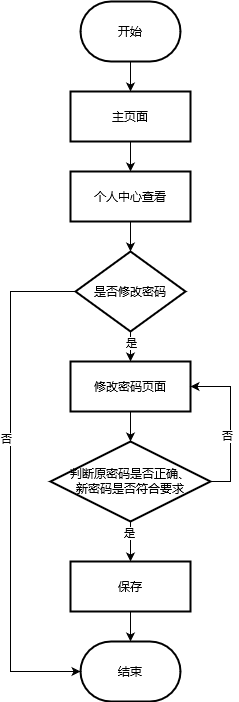 开始
主页面
个人中心查看
是否修改密码
是
修改密码页面
否
否
判断原密码是否正确、
新密码是否符合要求
是
保存
结束